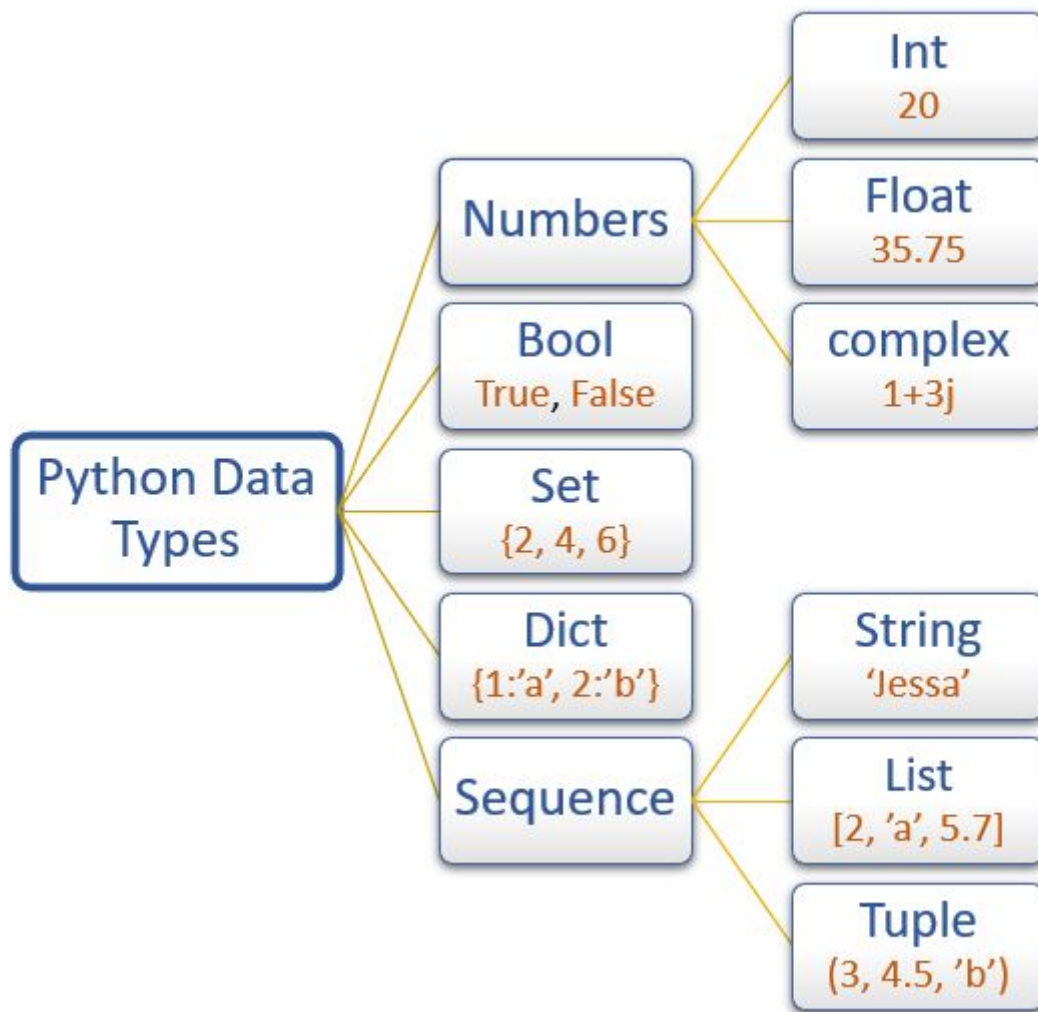 Python Data
Types
Numbers
Int
20
Float
35.75
complex
1+3j
Bool
True, False
Set
{2, 4, 6}
Dict
{1:’a’, 2:’b’}
Sequence
String
‘Jessa’
List
[2, ’a’, 5.7]
Tuple
(3, 4.5, ’b’)